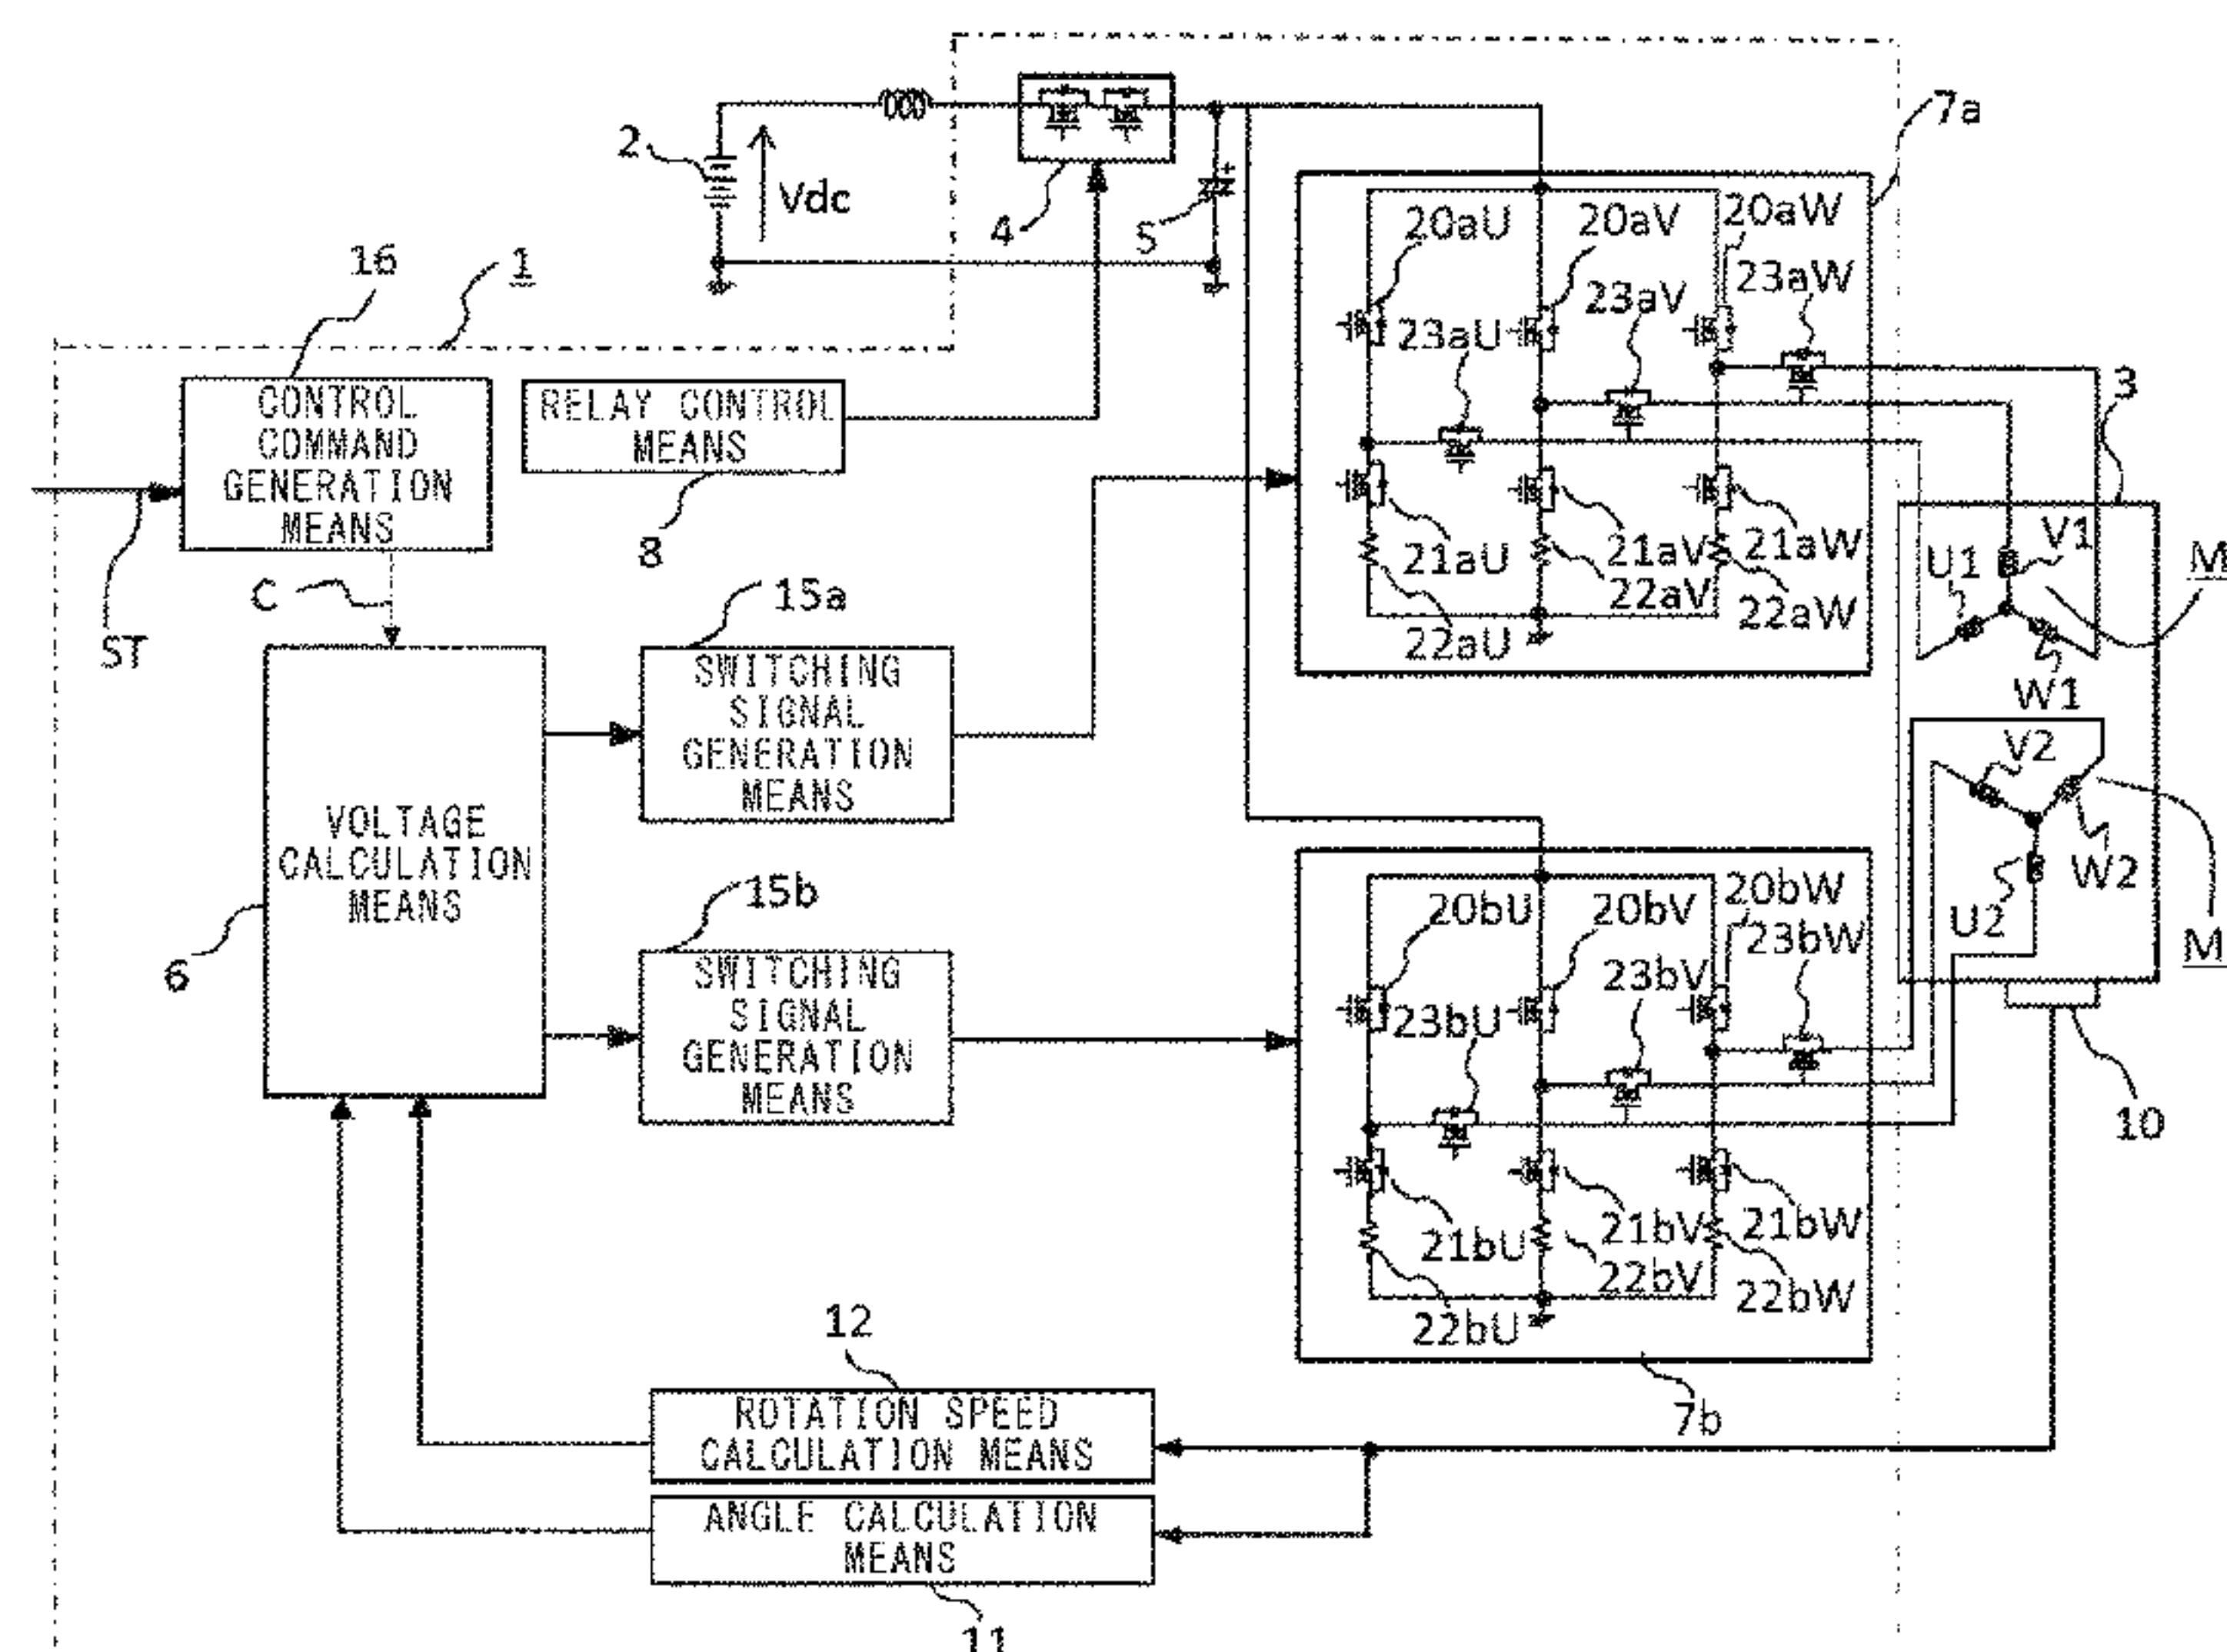 7a
2
Vdc
4
5
20aU
20aV
20aW
23aW
23aV
23aU
16
1
3
CONTROL
COMMAND
GENERATION
MEANS
RELAY CONTROL
MEANS
8
ST
C
21aU
21aV
21aW
22aU
22aV
22aW
V1
U1
M
W1
15a
SWITCHING
SIGNAL
GENERATION
MEANS
VOLTAGE
CALCULATION
MEANS
6
V2
W2
U2
M
15b
SWITCHING
SIGNAL
GENERATION
MEANS
20bU
20bV
20bW
23bW
23bV
23bU
10
21bU
21bV
21bW
22bV
22bW
22bU
7b
12
ROTATION SPEED
CALCULATION MEANS
ANGLE CALCULATION
MEANS
11